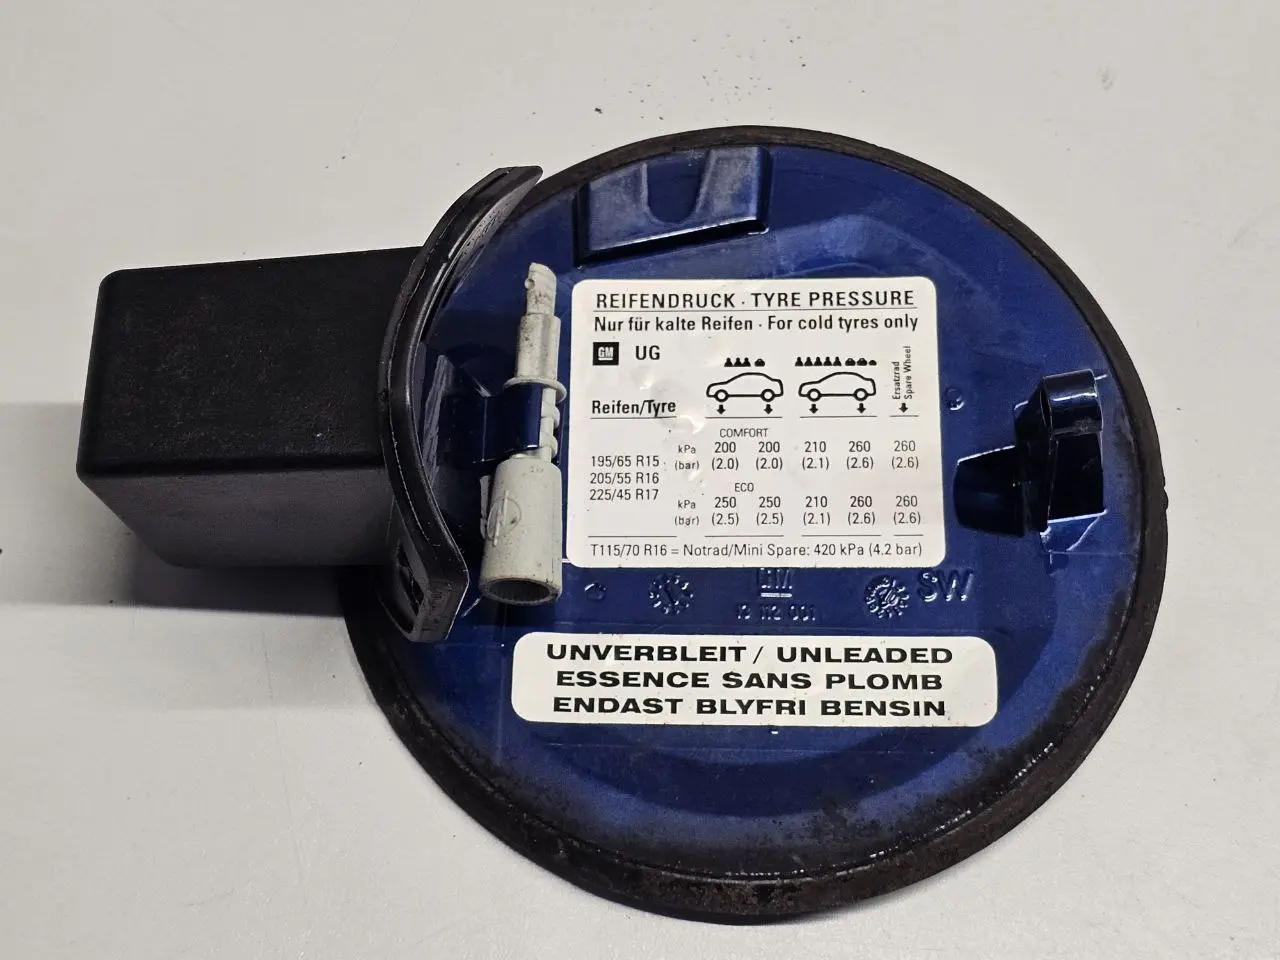 REIFENDRUCK · TYRE PRESSURE
Nur für kalte Reifen · For cold tyres only
GM UG
Ersatzrad
Spare Wheel
Reifen/Tyre
COMFORT
kPa 200 200 210 260 260
195/65 R15 (bar) (2.0) (2.0) (2.1) (2.6) (2.6)
205/55 R16
ECO
225/45 R17
kPa 250 250 210 260 260
(bar) (2.5) (2.5) (2.1) (2.6) (2.6)
T115/70 R16 = Notrad/Mini Spare: 420 kPa (4.2 bar)
GM
SW
13 112 001
UNVERBLEIT / UNLEADED
ESSENCE SANS PLOMB
ENDAST BLYFRI BENSIN